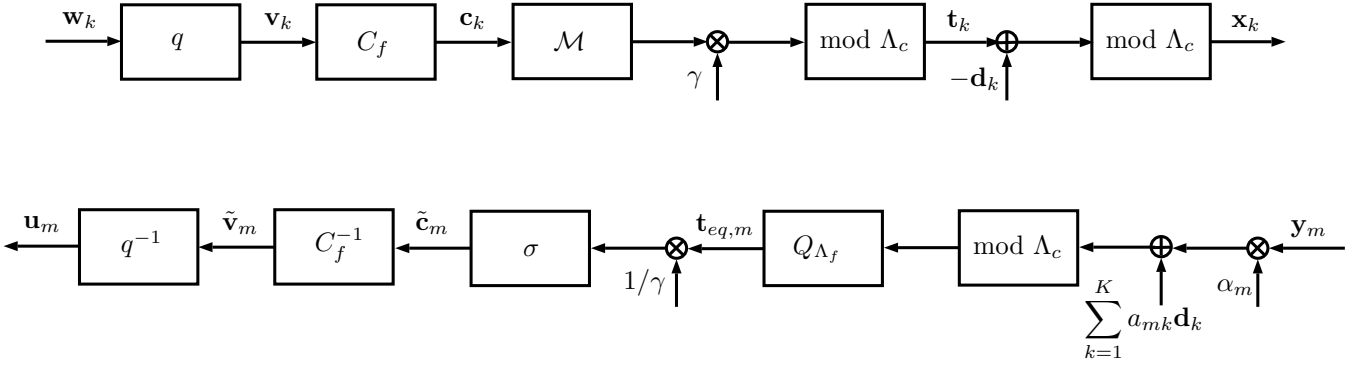 w_k
q
v_k
C_f
c_k
ℳ
γ
mod Λ_c
t_k
−d_k
mod Λ_c
x_k
u_m
q^{-1}
ṽ_m
C_f^{-1}
c̃_m
σ
1/γ
t_{eq,m}
Q_{Λ_f}
mod Λ_c
∑_{k=1}^{K} a_{mk}d_k
α_m
y_m